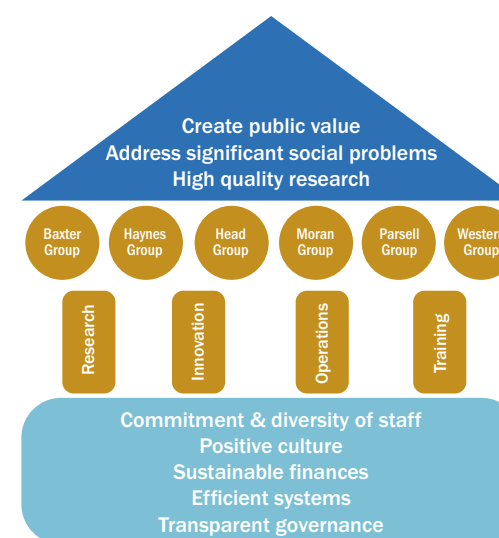 Create public value
Address significant social problems
High quality research
Baxter Group
Haynes Group
Head Group
Moran Group
Parsell Group
Western Group
Research
Innovation
Operations
Training
Commitment & diversity of staff
Positive culture
Sustainable finances
Efficient systems
Transparent governance